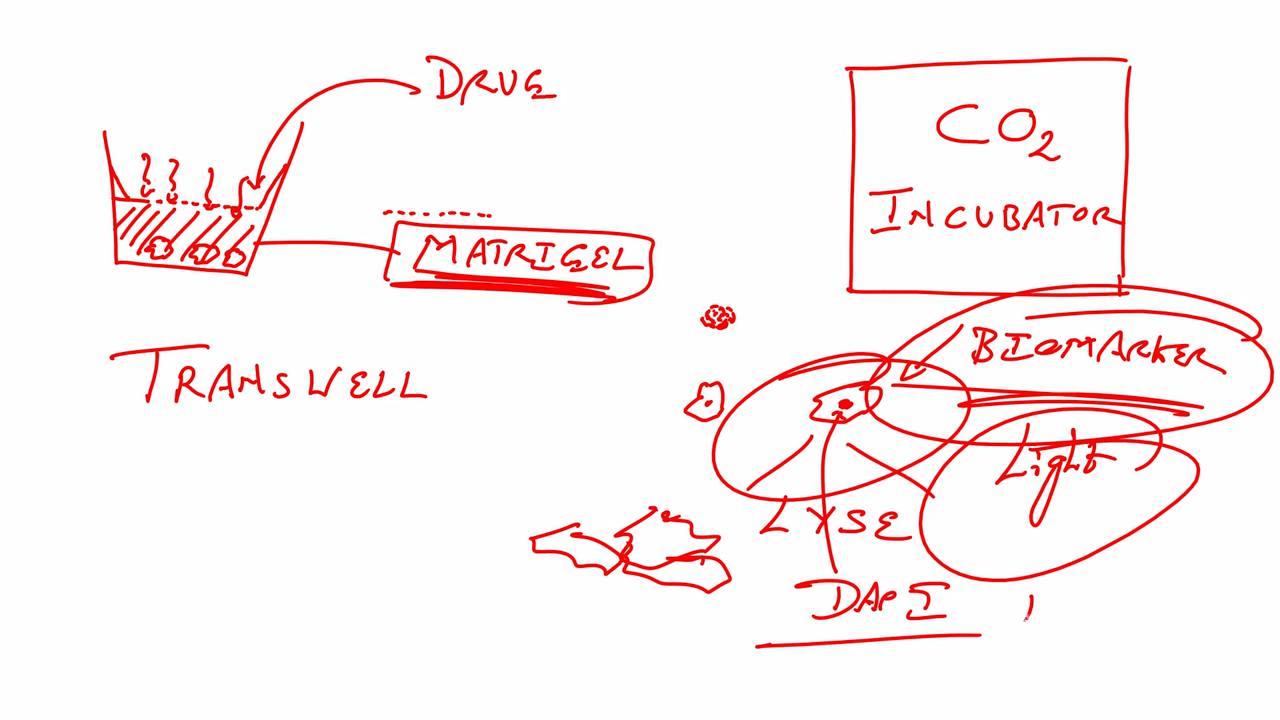 DRUG
CO2
INCUBATOR
MATRIGEL
BIOMARKER
TRANSWELL
Light
LYSE
DAPI